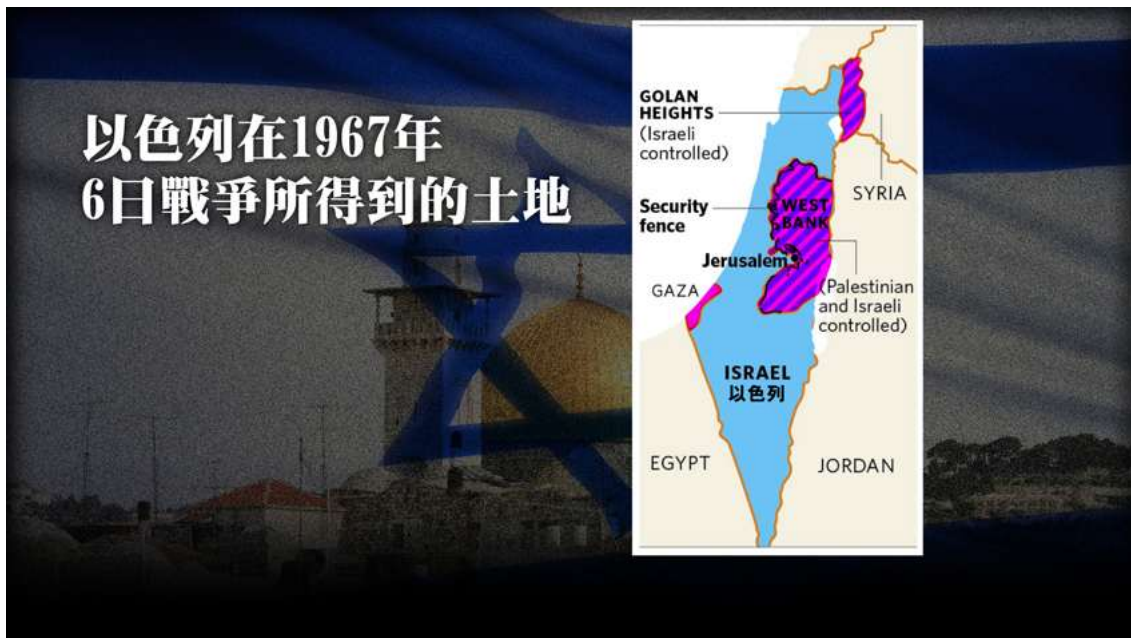 以色列在1967年
6日戰爭所得到的土地
GOLAN
HEIGHTS
(Israeli
controlled)
SYRIA
Security
fence
WEST
BANK
Jerusalem
GAZA
(Palestinian
and Israeli
controlled)
ISRAEL
以色列
EGYPT
JORDAN